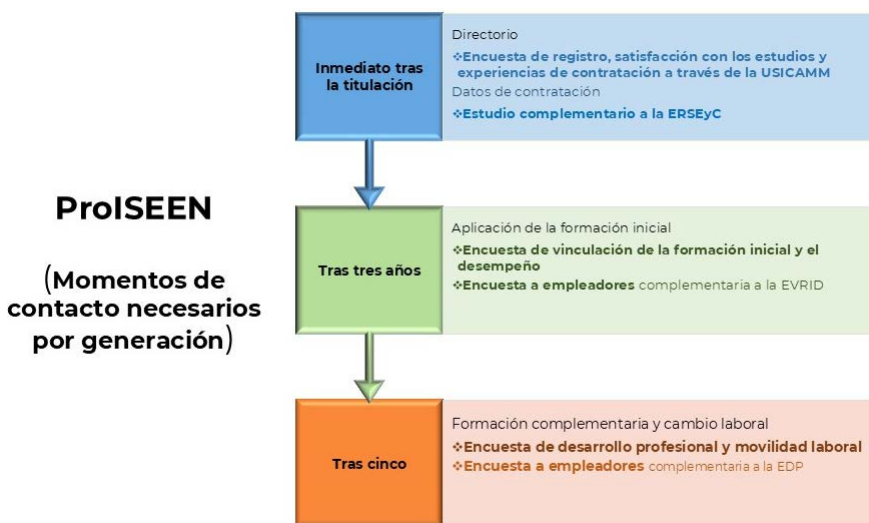 ProISEEN
(Momentos de
contacto necesarios
por generación)
Inmediato tras
la titulación
Directorio
❖Encuesta de registro, satisfacción con los estudios y
experiencias de contratación a través de la USICAMM
Datos de contratación
❖Estudio complementario a la ERSEyC
Tras tres años
Aplicación de la formación inicial
❖Encuesta de vinculación de la formación inicial y el
desempeño
❖Encuesta a empleadores complementaria a la EVRID
Tras cinco
Formación complementaria y cambio laboral
❖Encuesta de desarrollo profesional y movilidad laboral
❖Encuesta a empleadores complementaria a la EDP